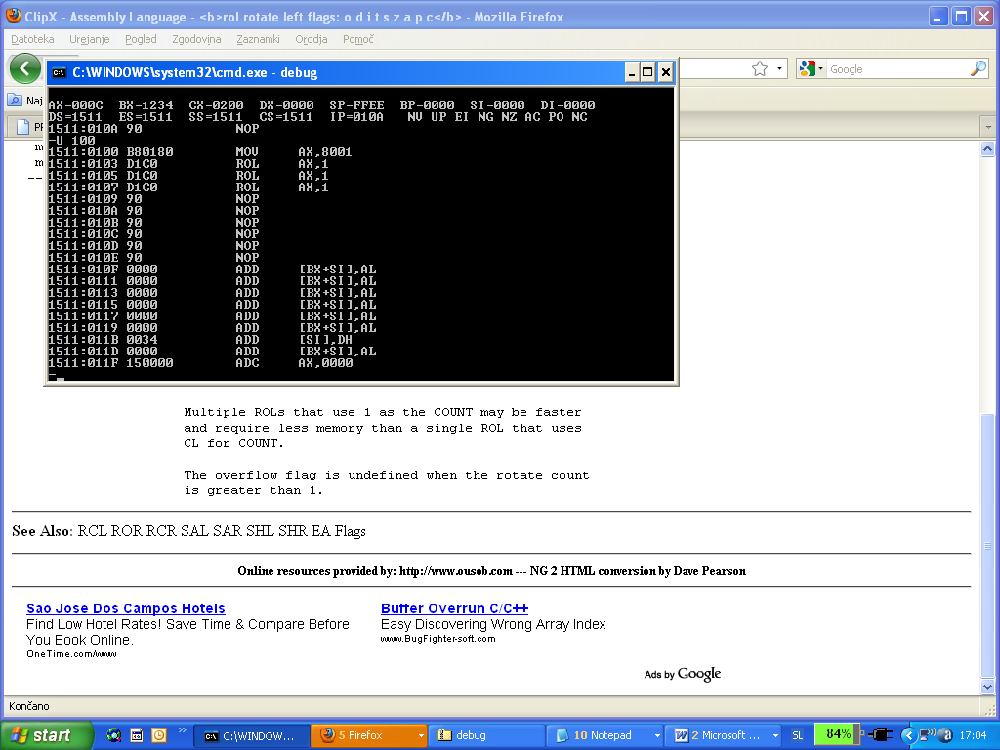 ClipX - Assembly Language - <b>rol rotate left flags: o d i t s z a p c</b> - Mozilla Firefox
Datoteka Urejanje Pogled Zgodovina Zaznamki Orodja Pomoč
C:\WINDOWS\system32\cmd.exe - debug
Google
Naj
AX=000C BX=1234 CX=0200 DX=0000 SP=FFEE BP=0000 SI=0000 DI=0000
DS=1511 ES=1511 SS=1511 CS=1511 IP=010A NV UP EI NG NZ AC PO NC
1511:010A 90 NOP
-U 100
1511:0100 B80180 MOV AX,8001
1511:0103 D1C0 ROL AX,1
1511:0105 D1C0 ROL AX,1
1511:0107 D1C0 ROL AX,1
1511:0109 90 NOP
1511:010A 90 NOP
1511:010B 90 NOP
1511:010C 90 NOP
1511:010D 90 NOP
1511:010E 90 NOP
1511:010F 0000 ADD [BX+SI],AL
1511:0111 0000 ADD [BX+SI],AL
1511:0113 0000 ADD [BX+SI],AL
1511:0115 0000 ADD [BX+SI],AL
1511:0117 0000 ADD [BX+SI],AL
1511:0119 0000 ADD [BX+SI],AL
1511:011B 0034 ADD [SI],DH
1511:011D 0000 ADD [BX+SI],AL
1511:011F 150000 ADC AX,0000
-_
Multiple ROLs that use 1 as the COUNT may be faster
and require less memory than a single ROL that uses
CL for COUNT.
The overflow flag is undefined when the rotate count
is greater than 1.
See Also: RCL ROR RCR SAL SAR SHL SHR EA Flags
Online resources provided by: http://www.ousob.com --- NG 2 HTML conversion by Dave Pearson
Sao Jose Dos Campos Hotels
Find Low Hotel Rates! Save Time & Compare Before
You Book Online.
OneTime.com/www
Buffer Overrun C/C++
Easy Discovering Wrong Array Index
www.BugFighter-soft.com
Ads by Google
Končano
start
C:\WINDOW...
5 Firefox
debug
10 Notepad
2 Microsoft ...
SL
84%
17:04